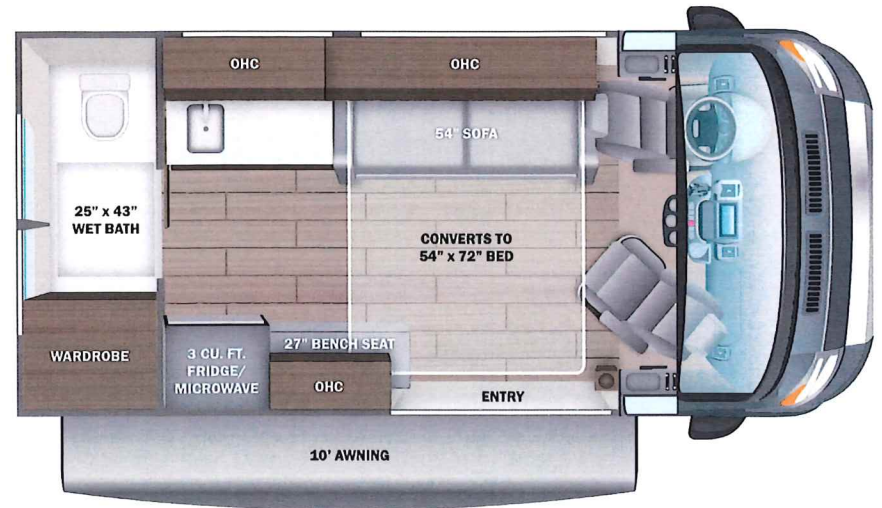 OHC
OHC
54" SOFA
25" x 43"
WET BATH
CONVERTS TO
54" x 72" BED
WARDROBE
3 CU. FT.
FRIDGE/
MICROWAVE
27" BENCH SEAT
OHC
ENTRY
10' AWNING